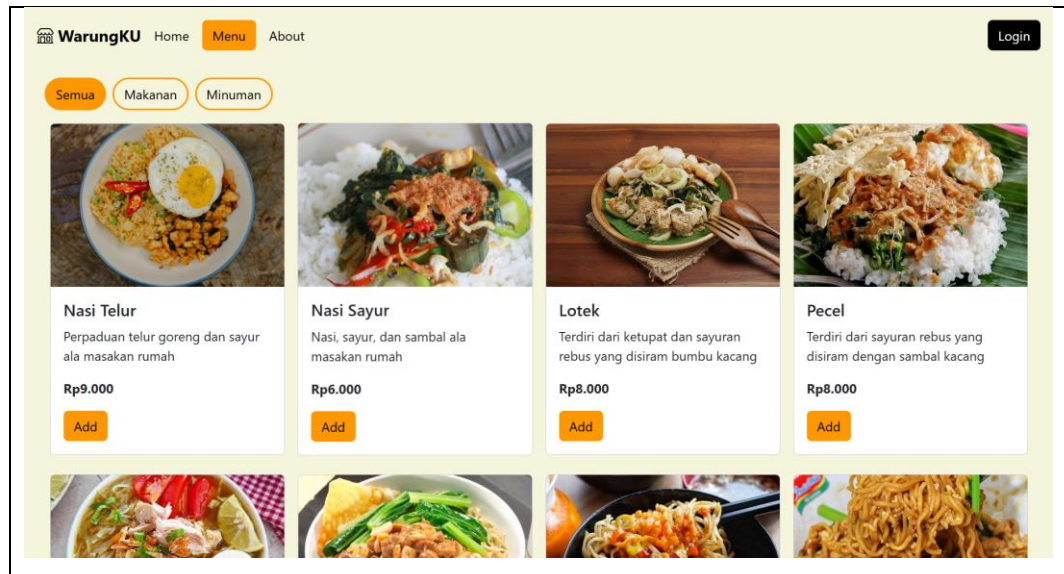 WarungKU Home Menu About Login
Semua Makanan Minuman
Nasi Telur
Perpaduan telur goreng dan sayur
ala masakan rumah
Rp9.000
Add
Nasi Sayur
Nasi, sayur, dan sambal ala
masakan rumah
Rp6.000
Add
Lotek
Terdiri dari ketupat dan sayuran
rebus yang disiram bumbu kacang
Rp8.000
Add
Pecel
Terdiri dari sayuran rebus yang
disiram dengan sambal kacang
Rp8.000
Add